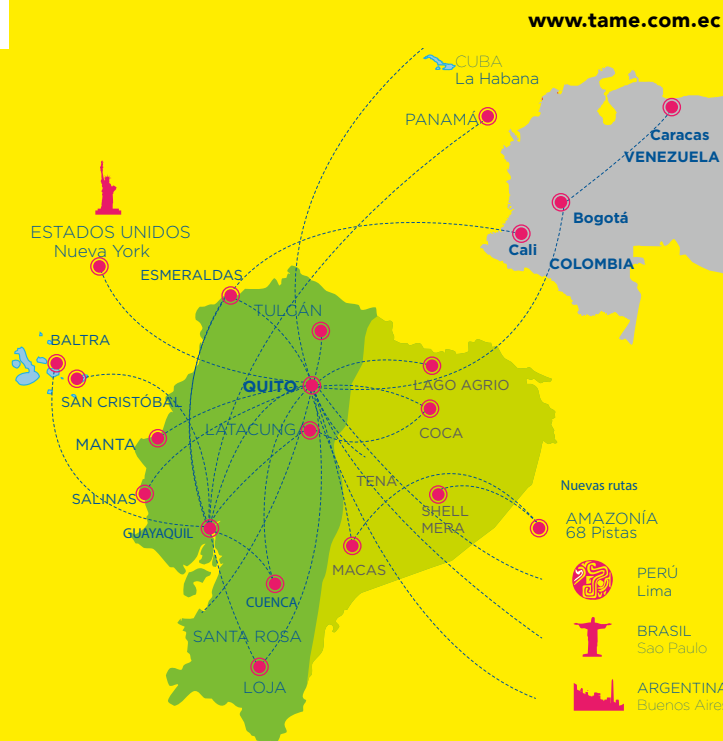 www.tame.com.ec
CUBA
La Habana
PANAMÁ
Caracas
VENEZUELA
Bogotá
Cali
COLOMBIA
ESTADOS UNIDOS
Nueva York
ESMERALDAS
TULCÁN
BALTRA
QUITO
LAGO AGRIO
SAN CRISTÓBAL
MANTA
LATACUNGA
COCA
TENA
SALINAS
Nuevas rutas
SHELL
MERA
AMAZONÍA
68 Pistas
GUAYAQUIL
MACAS
PERÚ
Lima
CUENCA
SANTA ROSA
BRASIL
Sao Paulo
LOJA
ARGENTINA
Buenos Aires